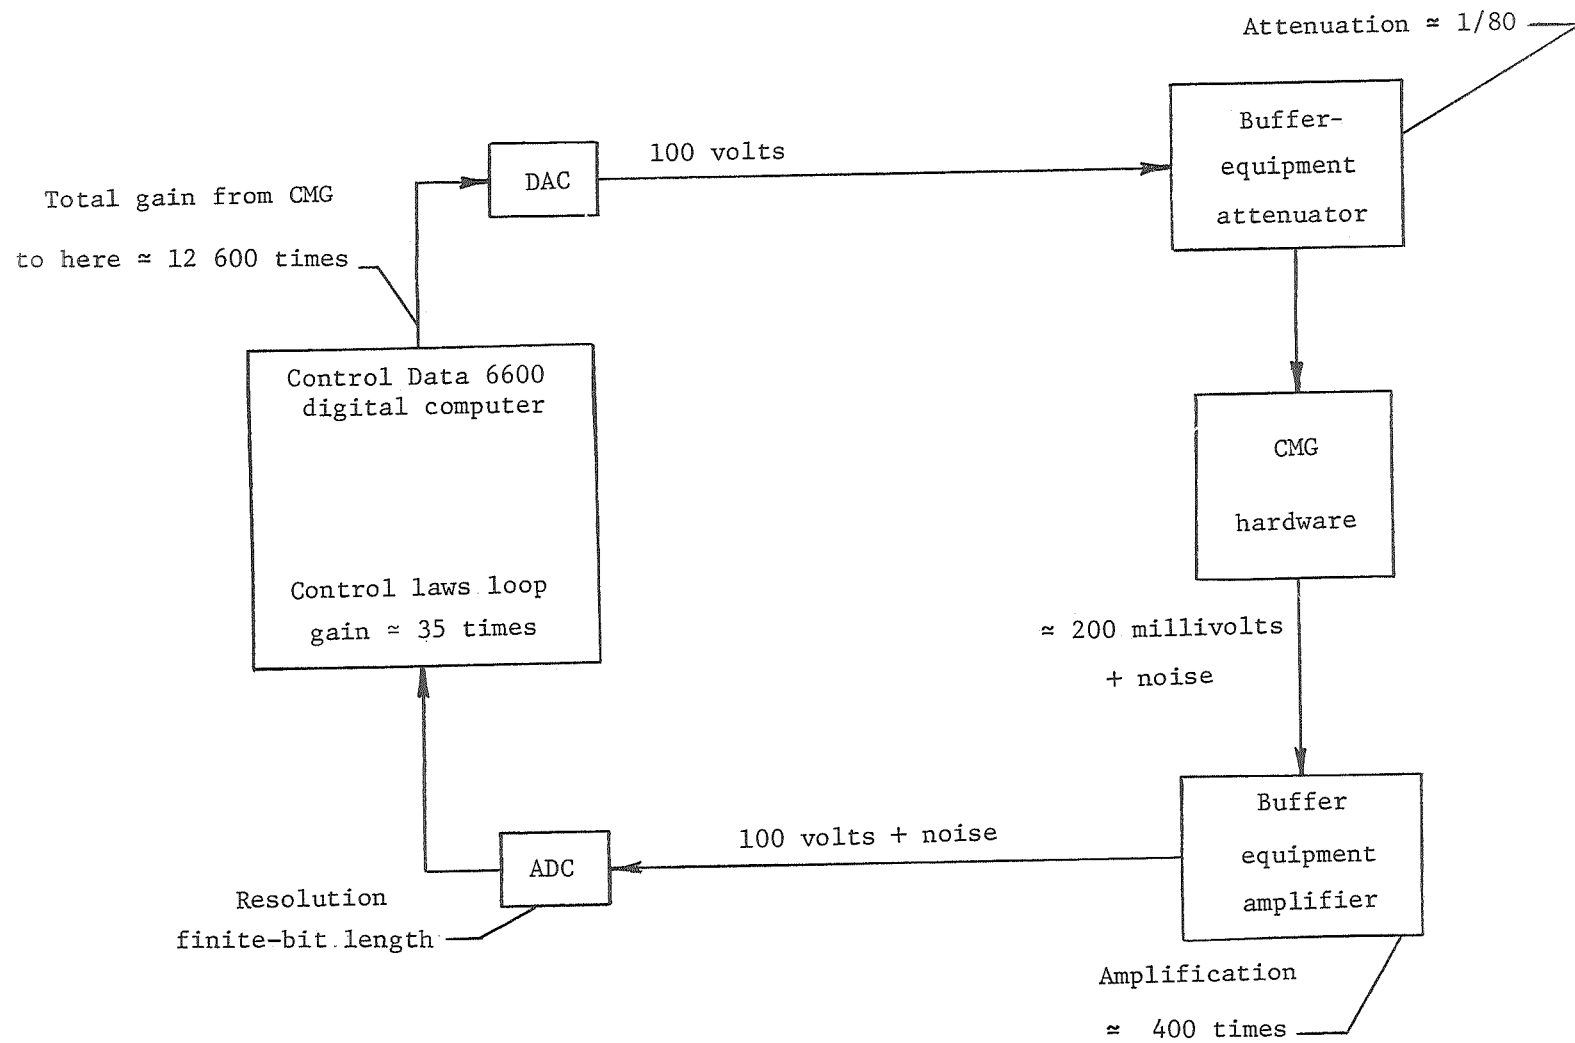 Attenuation ≃ 1/80
Buffer-
equipment
attenuator
100 volts
DAC
Total gain from CMG
to here ≃ 12 600 times
Control Data 6600
digital computer
Control laws loop
gain ≃ 35 times
CMG
hardware
≃ 200 millivolts
+ noise
Buffer
equipment
amplifier
100 volts + noise
ADC
Resolution
finite-bit length
Amplification
≃ 400 times